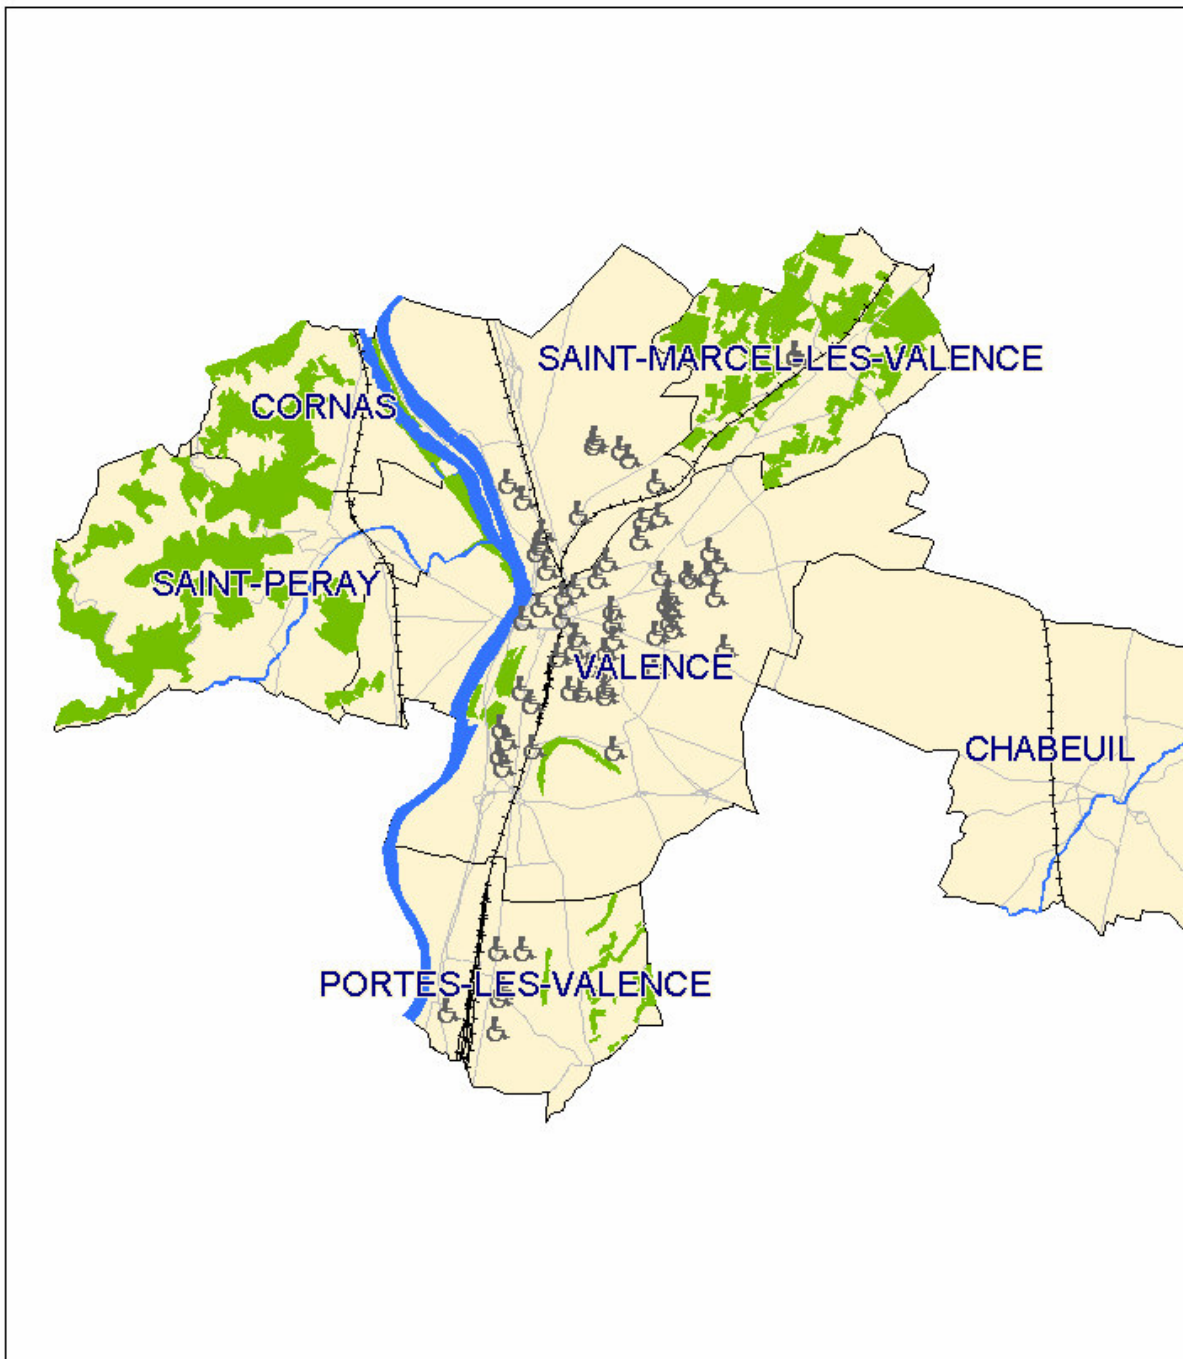 SAINT-MARCEL-LES-VALENCE
CORNAS
SAINT-PERAY
VALENCE
CHABEUIL
PORTES-LES-VALENCE